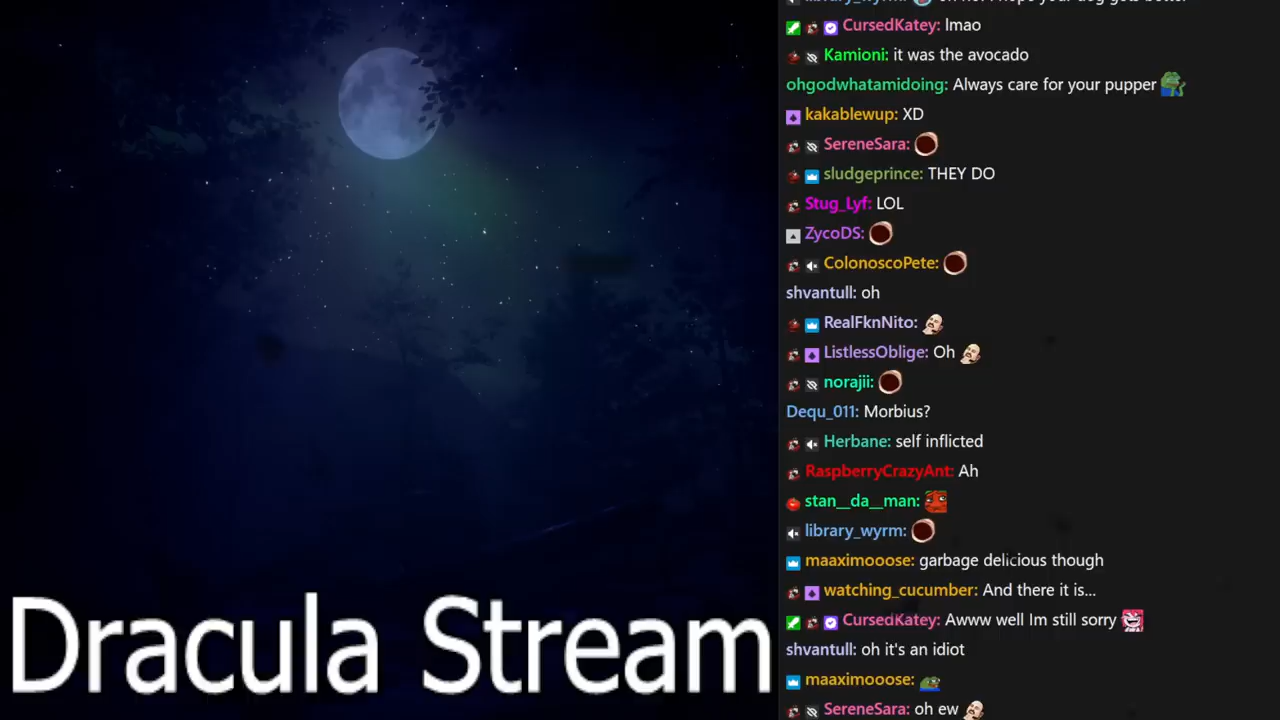 CursedKatey: lmao
Kamioni: it was the avocado
ohgodwhatamidoing: Always care for your pupper
kakablewup: XD
SereneSara:
sludgeprince: THEY DO
Stug_Lyf: LOL
ZycoDS:
ColonoscoPete:
shvantull: oh
RealFknNito:
ListlessOblige: Oh
norajii:
Dequ_011: Morbius?
Herbane: self inflicted
RaspberryCrazyAnt: Ah
stan__da__man:
library_wyrm:
maaximooose: garbage delicious though
watching_cucumber: And there it is...
CursedKatey: Awww well Im still sorry
shvantull: oh it's an idiot
maaximooose:
SereneSara: oh ew
Dracula Stream